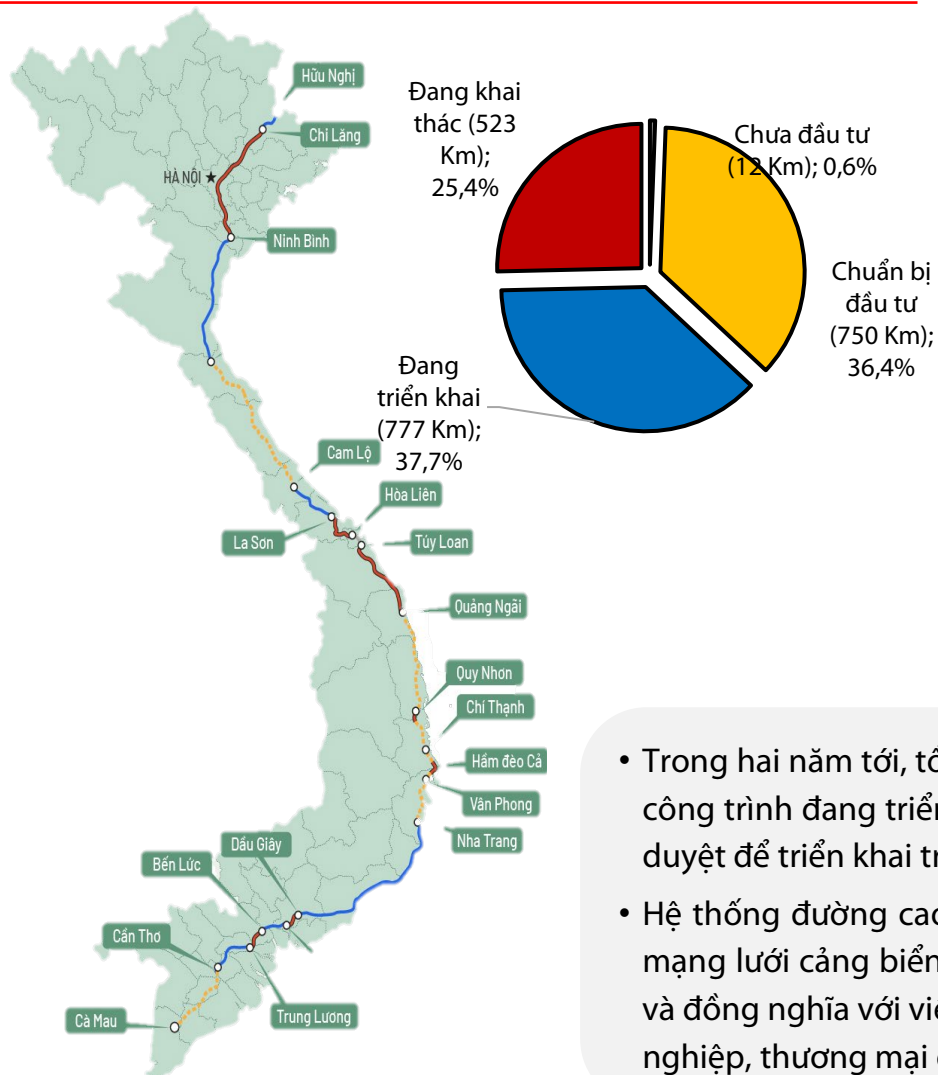 Hữu Nghị
Chi Lăng
HÀ NỘI
Ninh Bình
Cam Lộ
Hòa Liên
La Sơn
Túy Loan
Quảng Ngãi
Quy Nhơn
Chí Thạnh
Hầm đèo Cả
Vân Phong
Nha Trang
Dầu Giây
Bến Lức
Cần Thơ
Trung Lương
Cà Mau
Đang khai
thác (523
Km);
25,4%
Chưa đầu tư
(12 Km); 0,6%
Chuẩn bị
đầu tư
(750 Km);
36,4%
Đang
triển khai
(777 Km);
37,7%
• Trong hai năm tới,
công trình đang triển
duyệt để triển khai
• Hệ thống đường cao
mạng lưới cảng biển
và đồng nghĩa với
nghiệp, thương mại